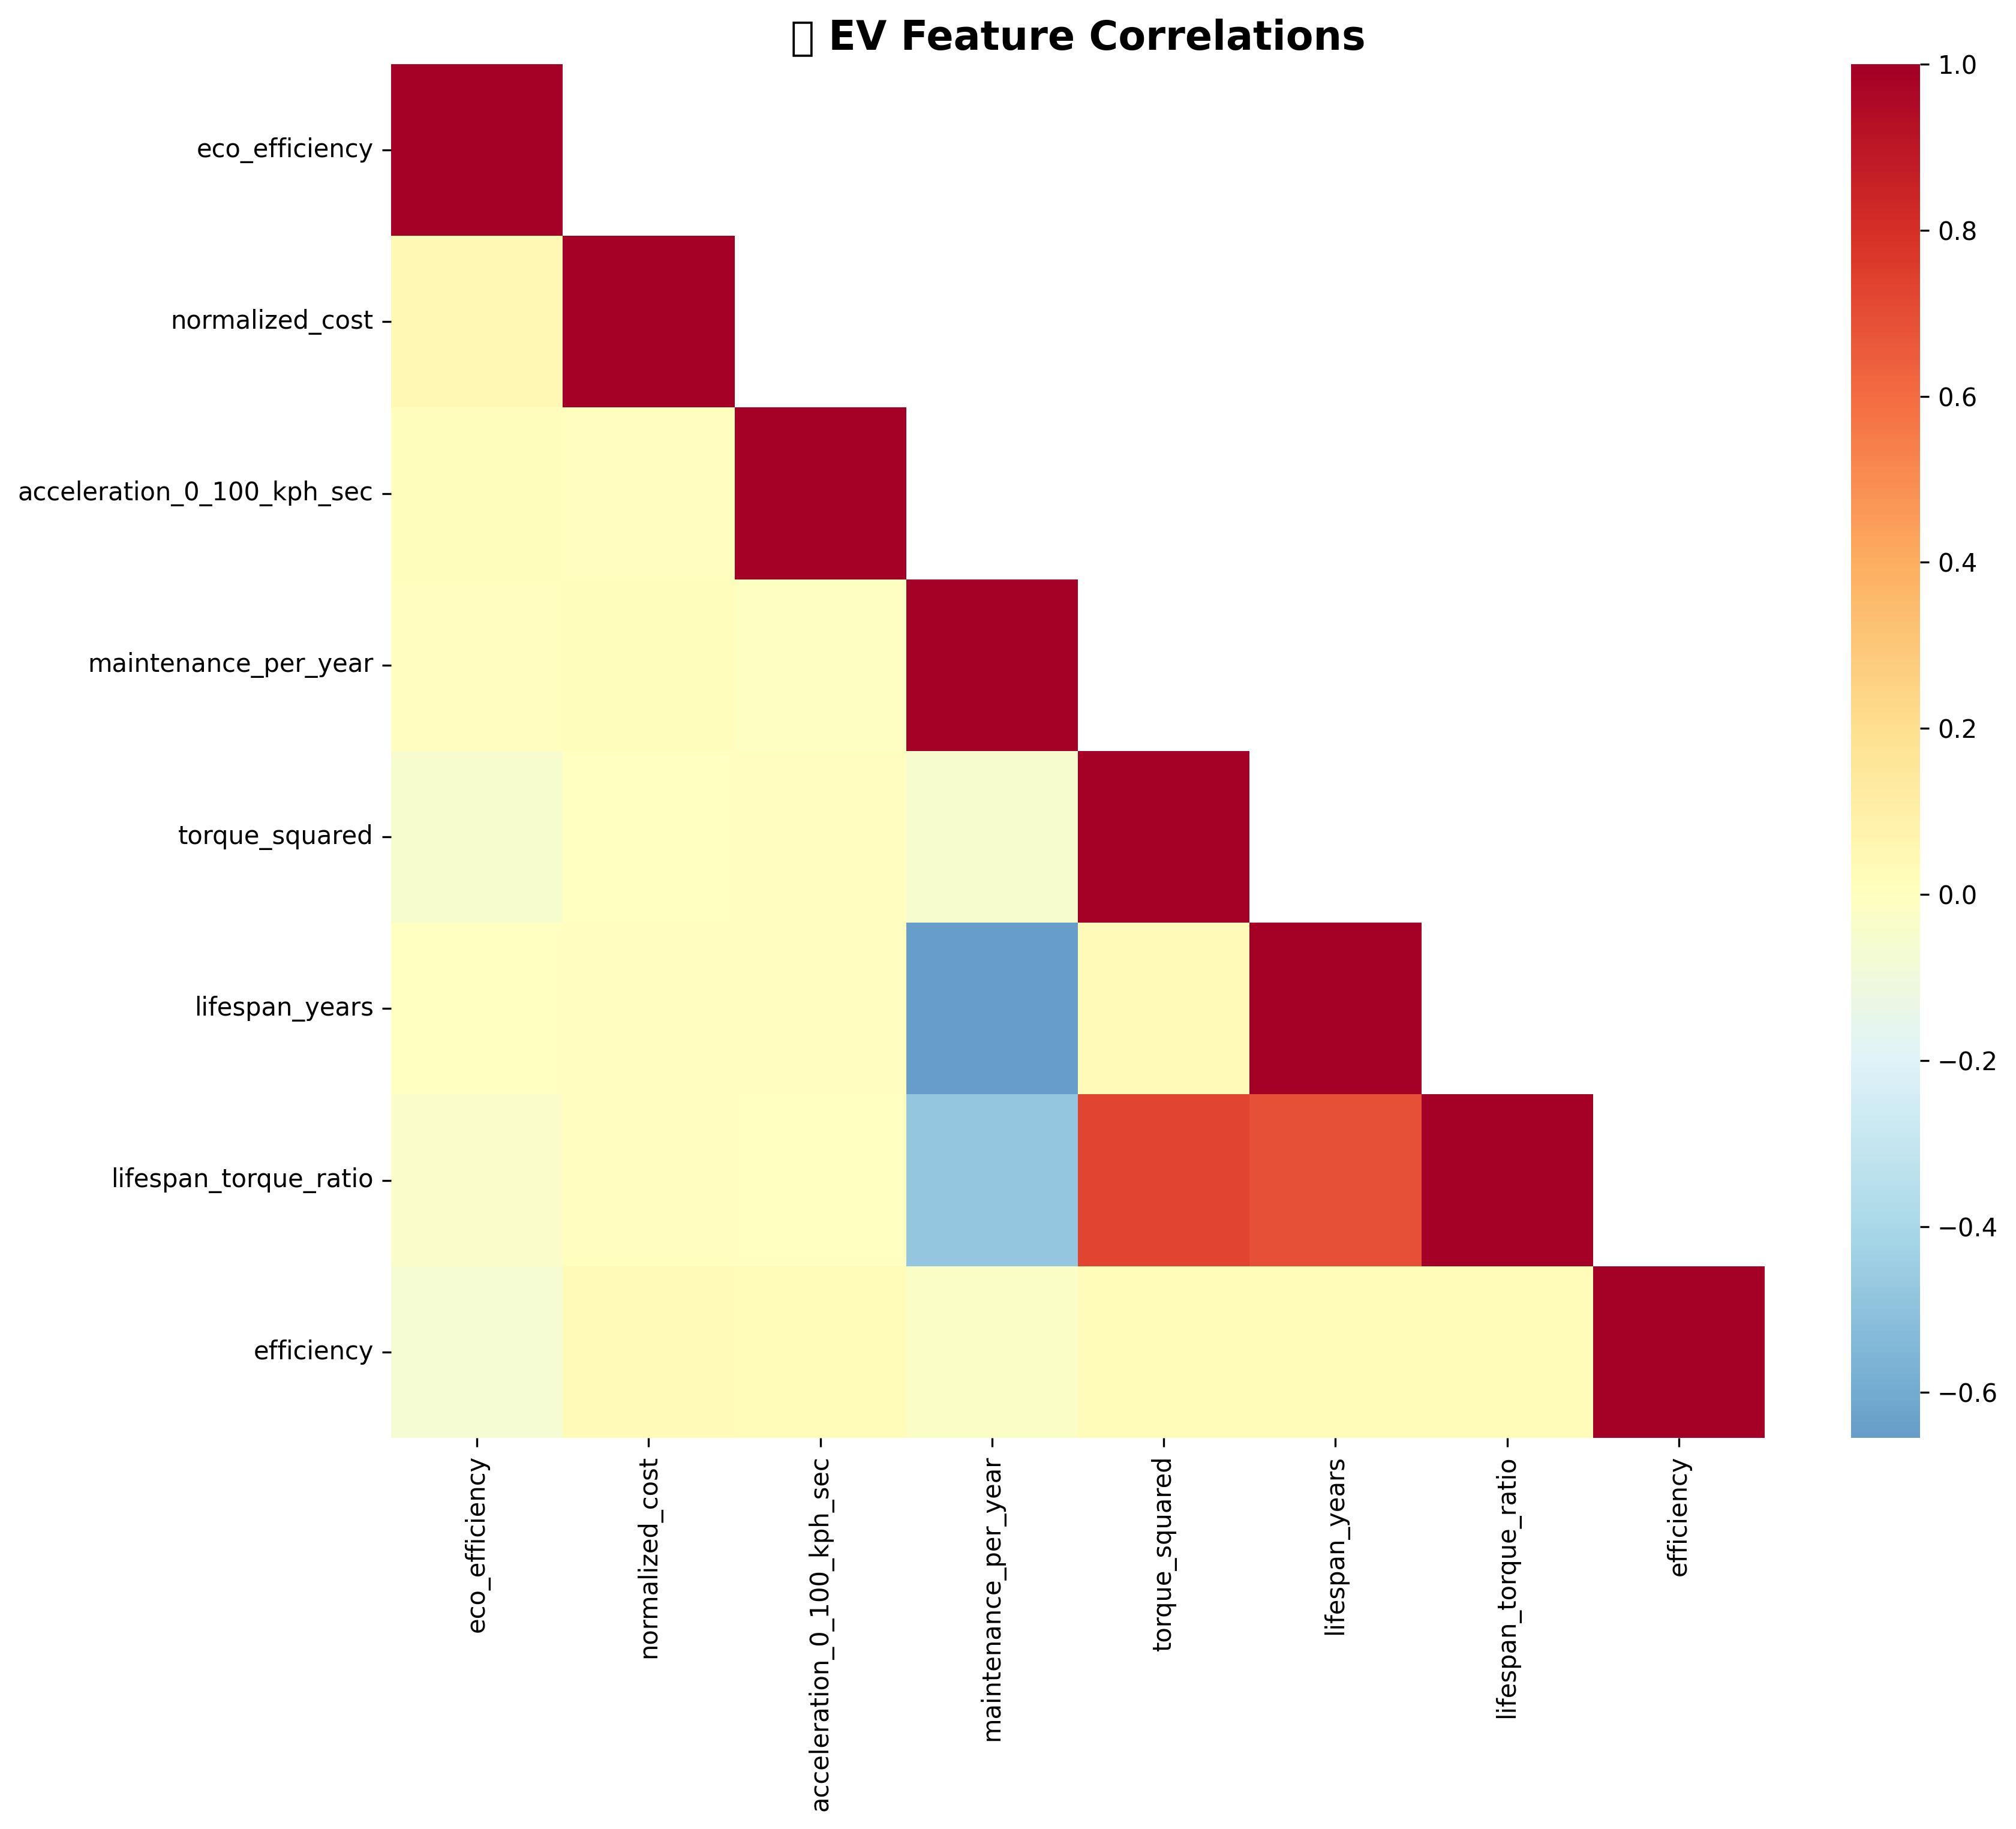 ▯ EV Feature Correlations
eco_efficiency
normalized_cost
acceleration_0_100_kph_sec
maintenance_per_year
torque_squared
lifespan_years
lifespan_torque_ratio
efficiency
eco_efficiency
normalized_cost
acceleration_0_100_kph_sec
maintenance_per_year
torque_squared
lifespan_years
lifespan_torque_ratio
efficiency
1.0
0.8
0.6
0.4
0.2
0.0
−0.2
−0.4
−0.6